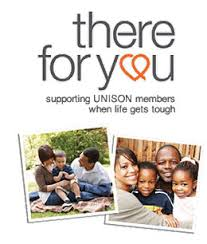 there
for you
supporting UNISON members
when life gets tough